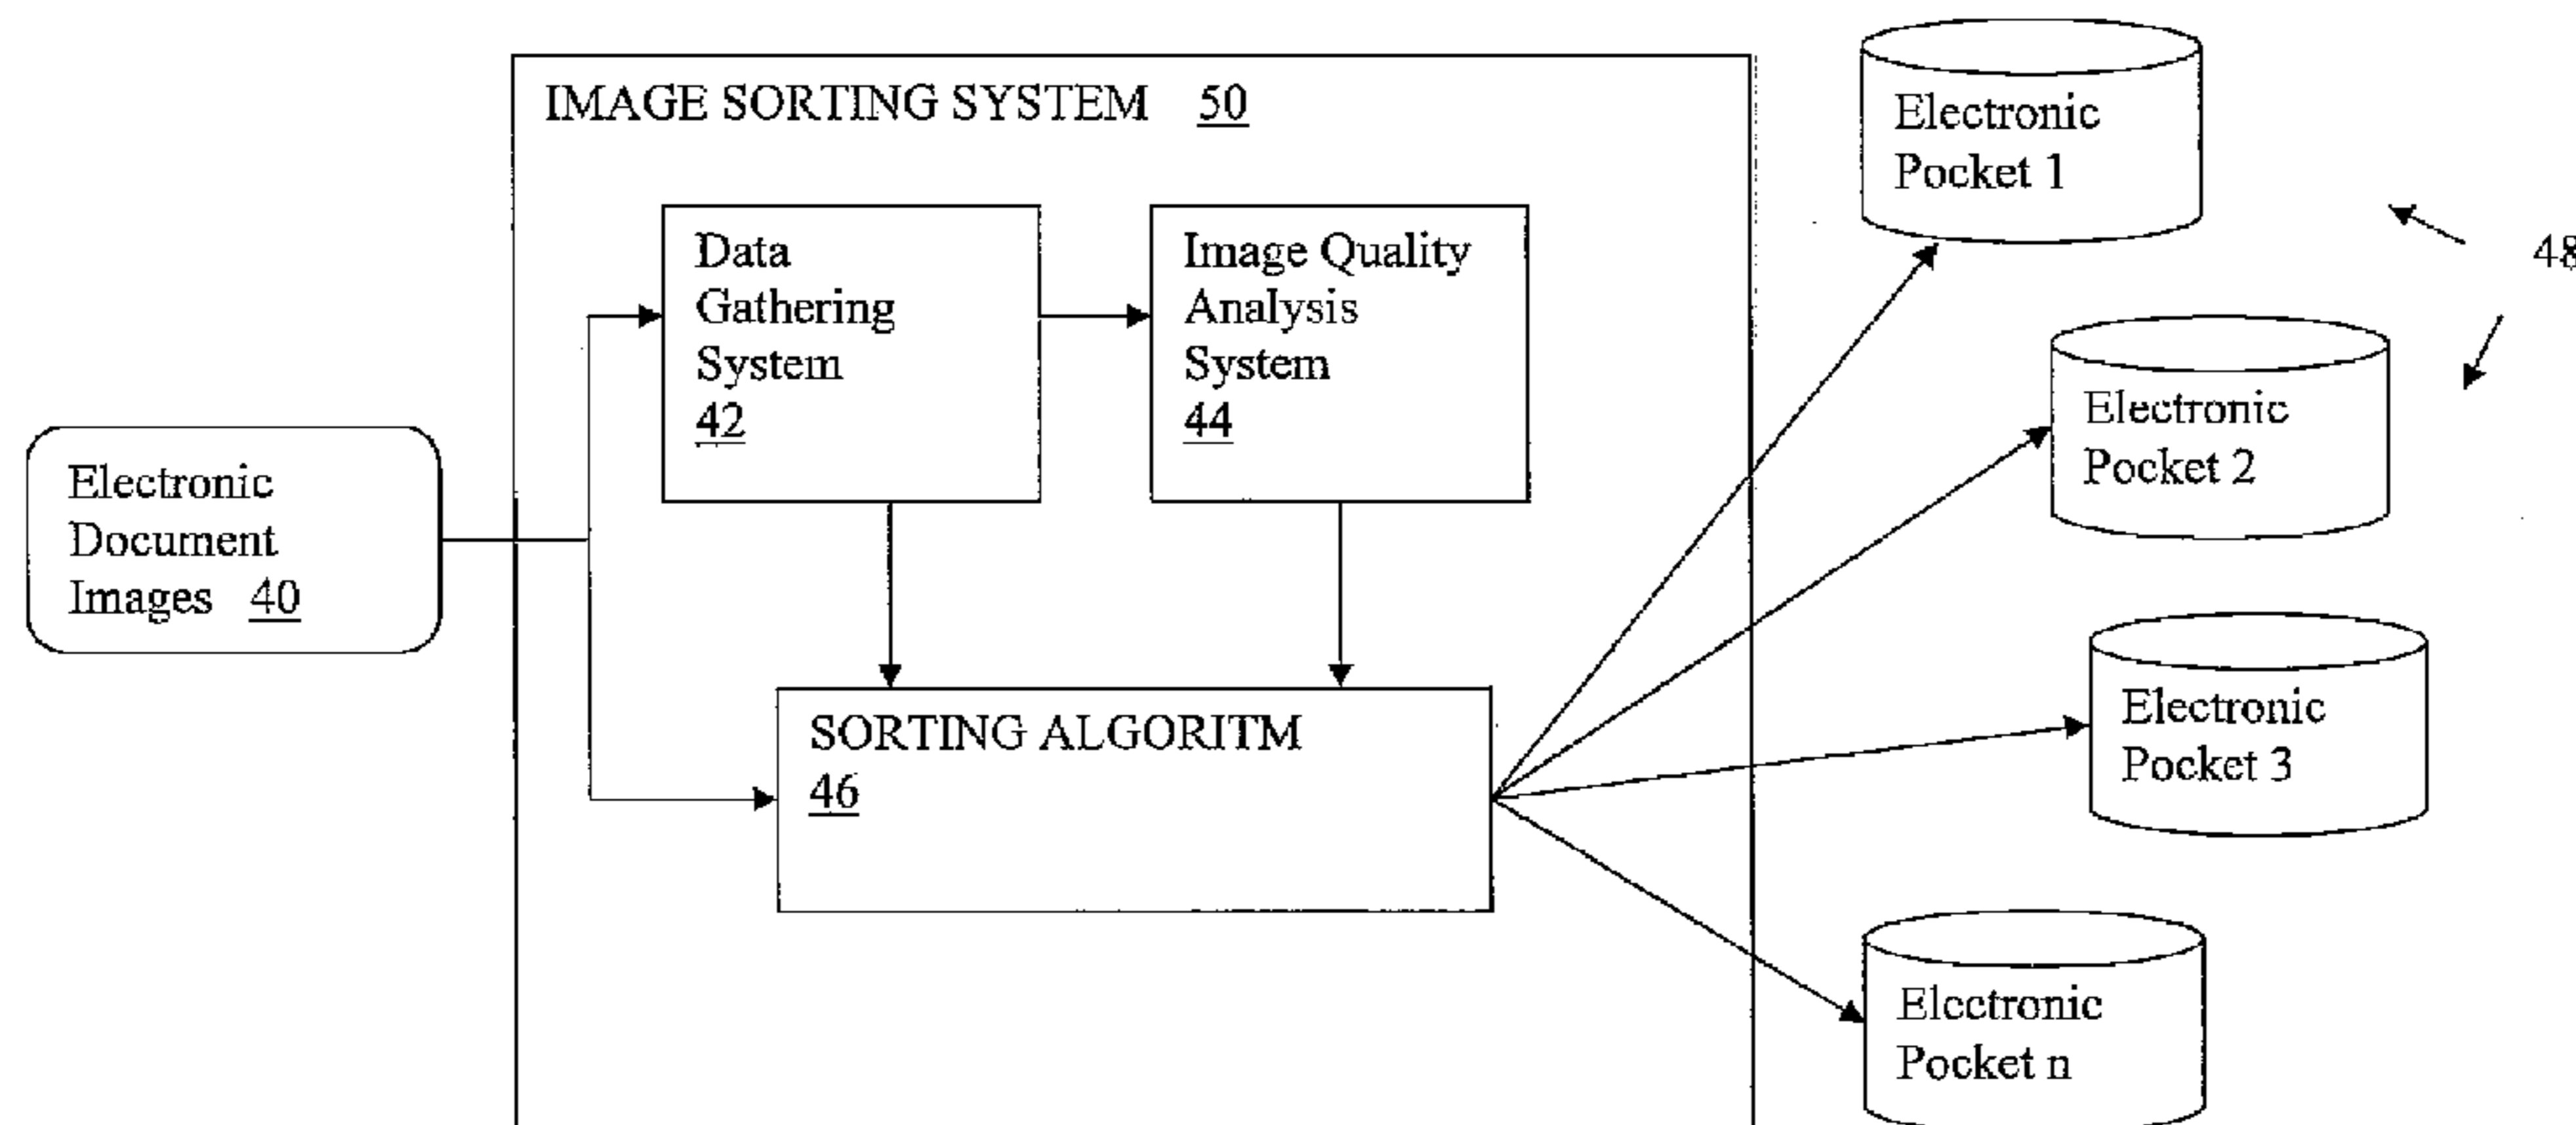 IMAGE SORTING SYSTEM 50
Data
Gathering
System
42
Image Quality
Analysis
System
44
Electronic
Document
Images 40
SORTING ALGORITM
46
Electronic
Pocket 1
48
Electronic
Pocket 2
Electronic
Pocket 3
Electronic
Pocket n